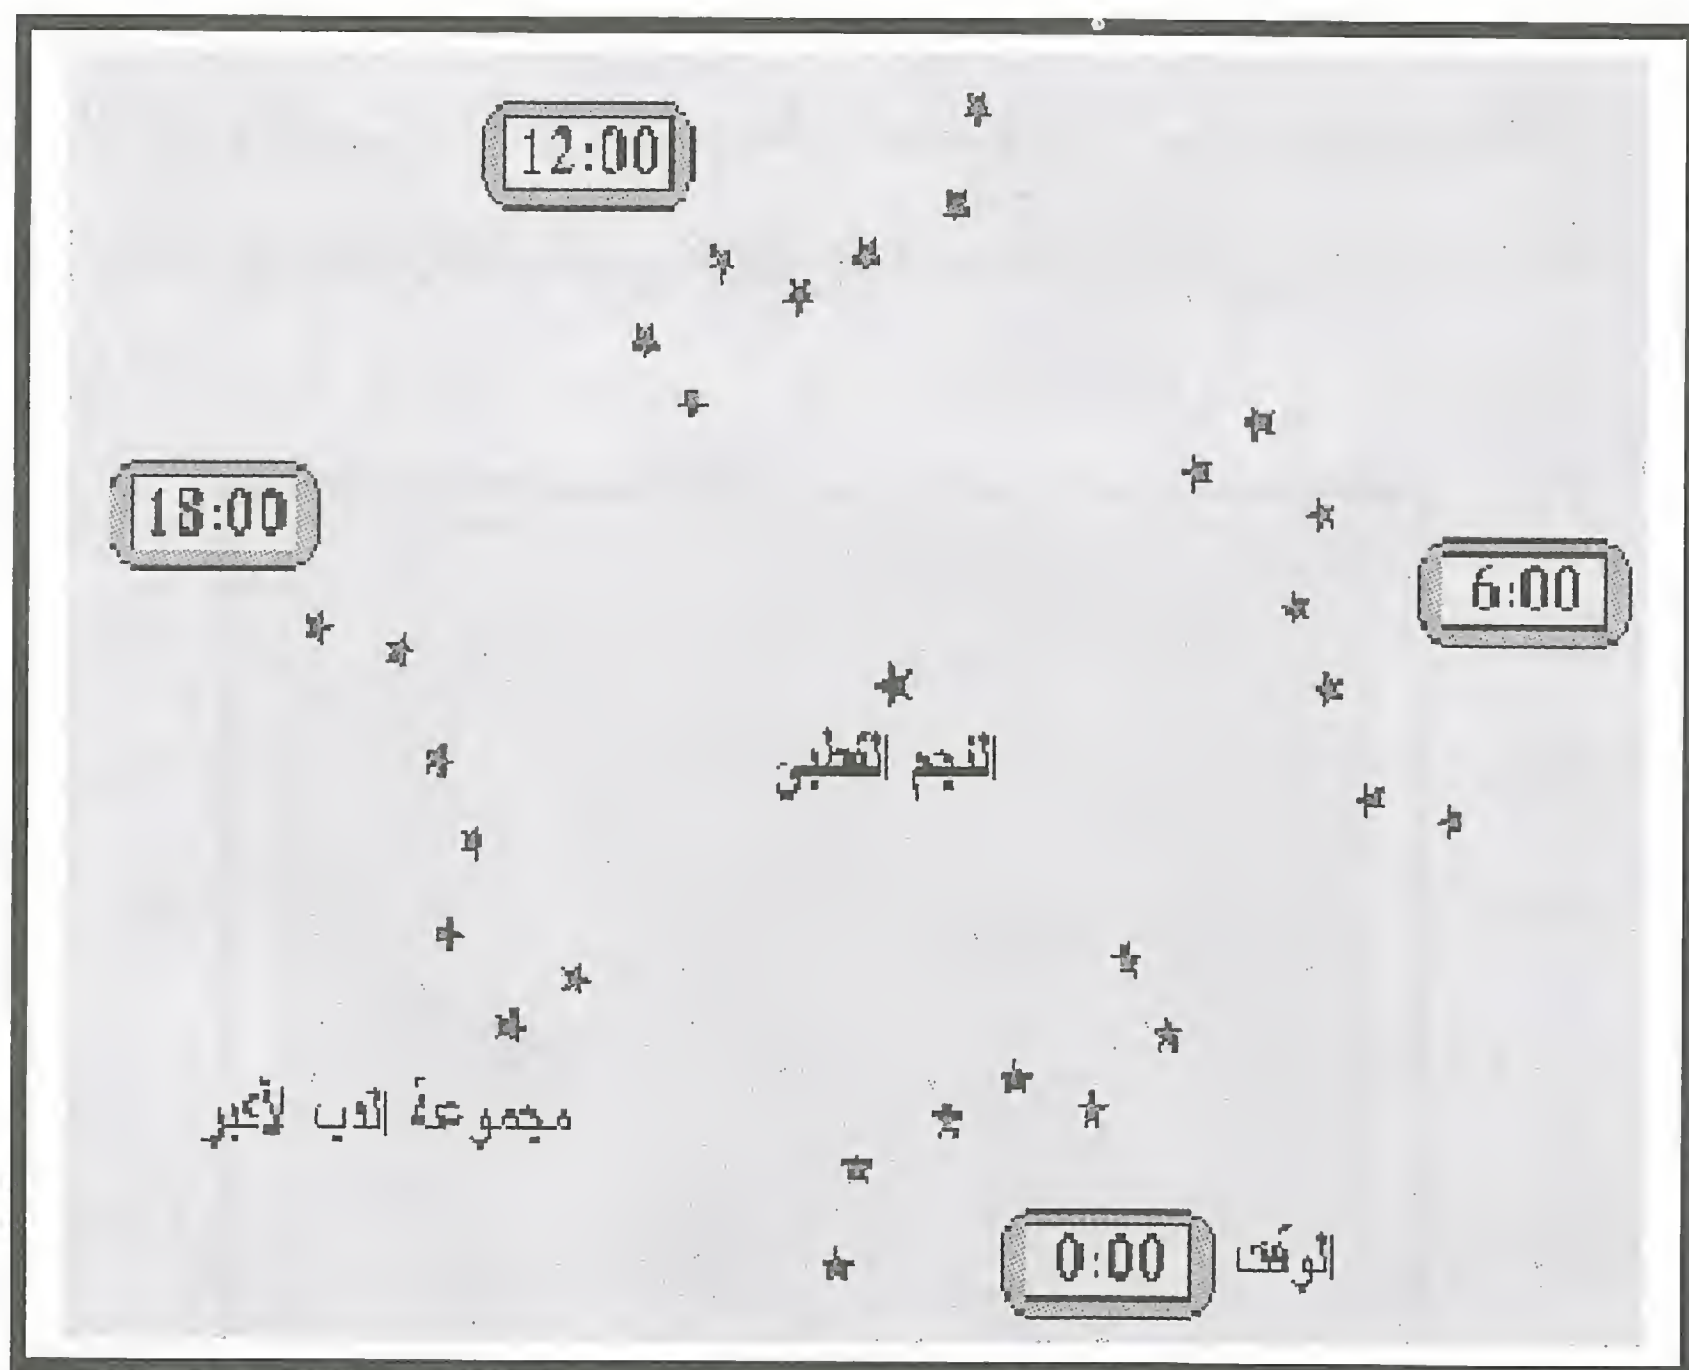 12:00
18:00
6:00
النجم القطبي
مجموعة الدب الأكبر
الوقت 0:00